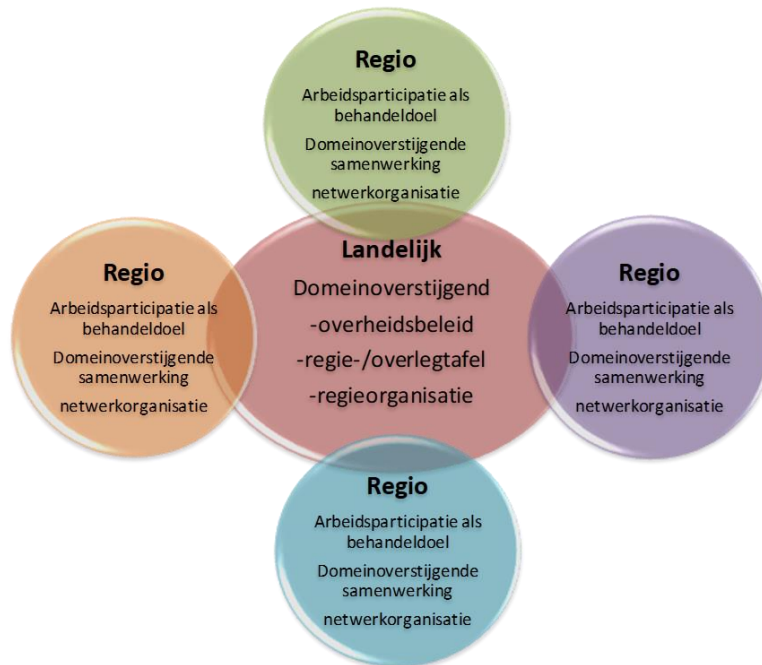 Regio
Arbeidsparticipatie als
behandeldoel
Domeinoverstijgende
samenwerking
netwerkorganisatie
Regio
Arbeidsparticipatie als
behandeldoel
Domeinoverstijgende
samenwerking
netwerkorganisatie
Landelijk
Domeinoverstijgend
-overheidsbeleid
-regie-/overlegtafel
-regieorganisatie
Regio
Arbeidsparticipatie als
behandeldoel
Domeinoverstijgende
samenwerking
netwerkorganisatie
Regio
Arbeidsparticipatie als
behandeldoel
Domeinoverstijgende
samenwerking
netwerkorganisatie